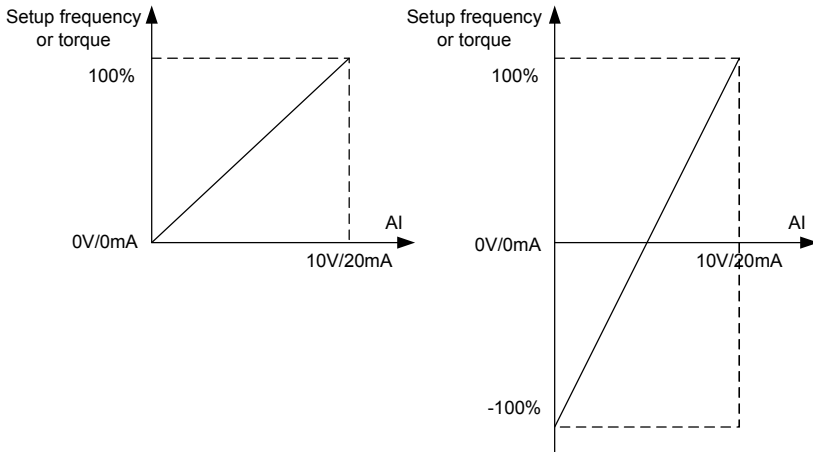 Setup frequency
or torque
100%
0V/0mA
AI
10V/20mA
Setup frequency
or torque
100%
0V/0mA
AI
10V/20mA
-100%